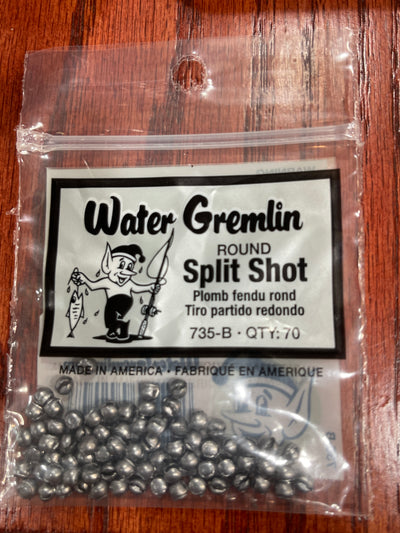 Water Gremlin
ROUND
Split Shot
Plomb fendu rond
Tiro partido redondo
735-B • QTY: 70
MADE IN AMERICA • FABRIQUÉ EN AMERIQUE